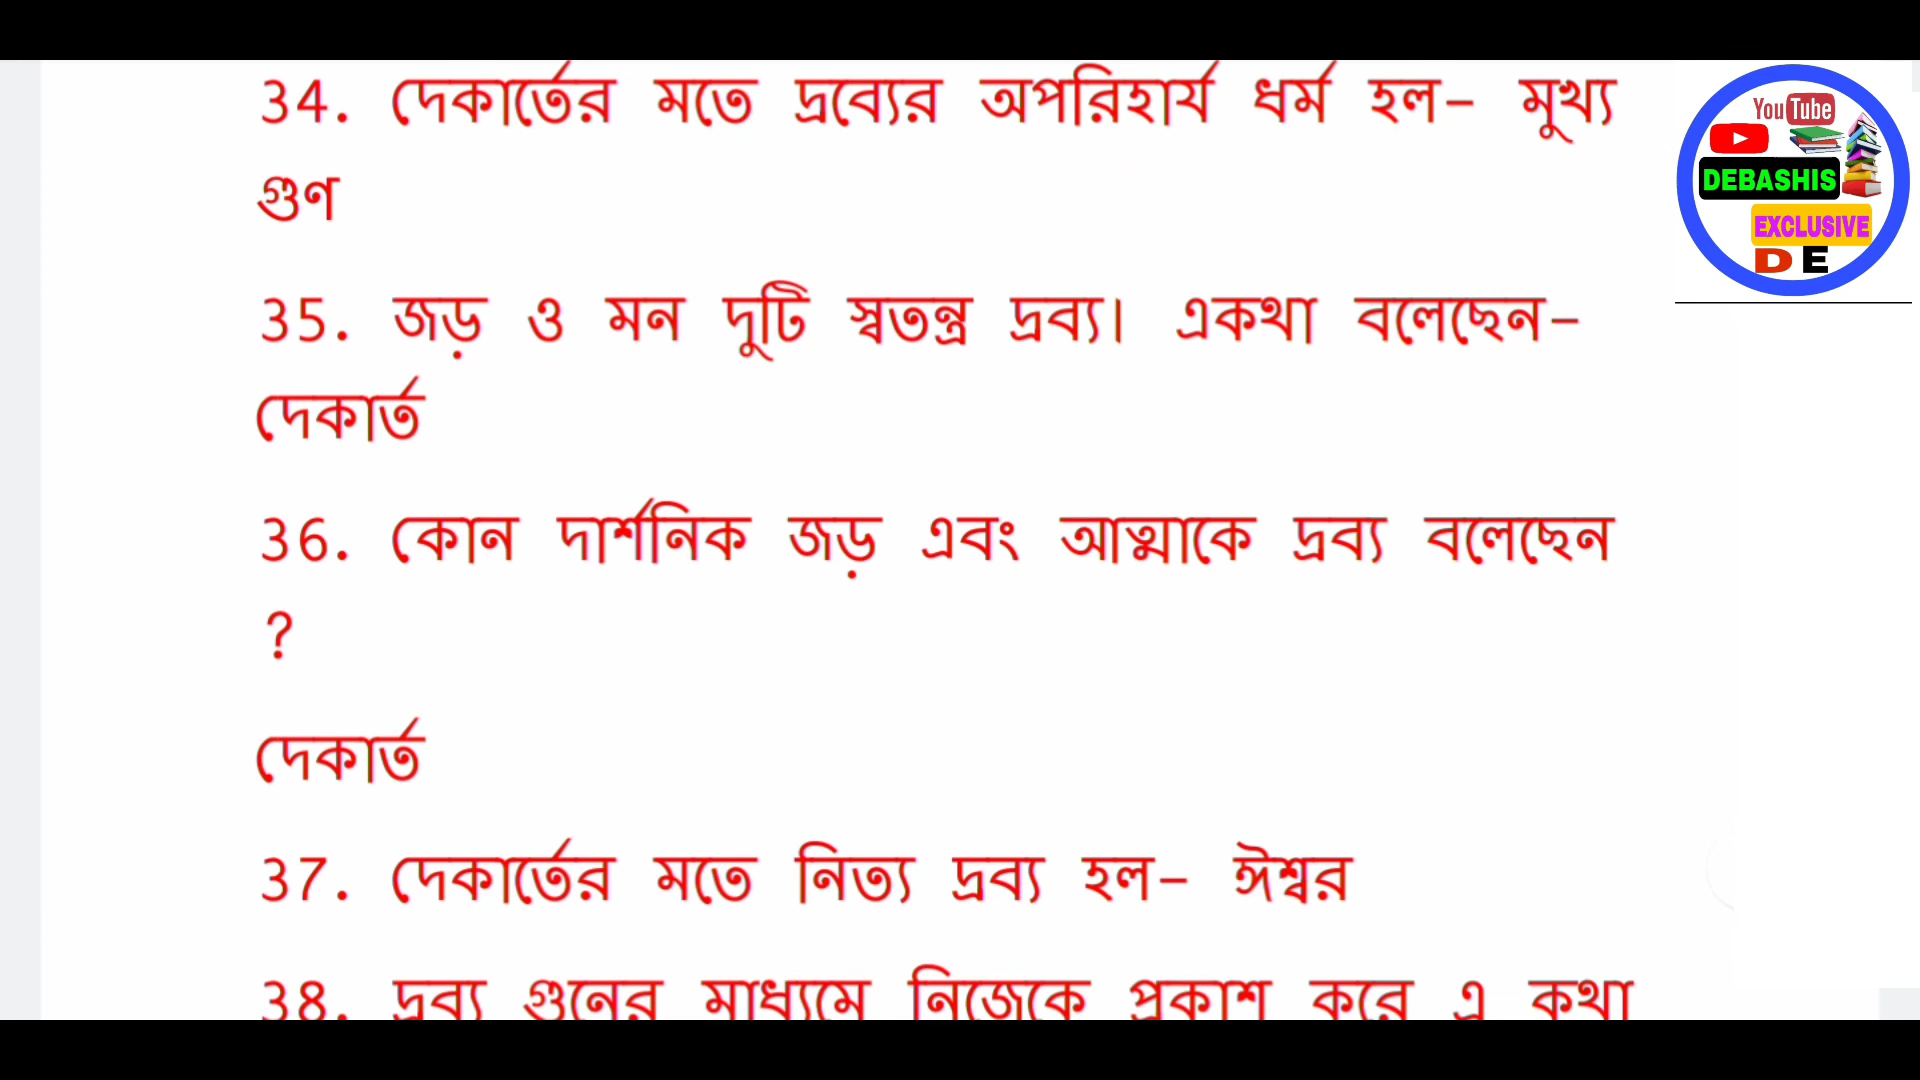 34. দেকার্তের মতে দ্রব্যের অপরিহার্য ধর্ম হল- মুখ্য
গুণ
35. জড় ও মন দুটি স্বতন্ত্র দ্রব্য। একথা বলেছেন-
দেকার্ত
36. কোন দার্শনিক জড় এবং আত্মাকে দ্রব্য বলেছেন
?
দেকার্ত
37. দেকার্তের মতে নিত্য দ্রব্য হল- ঈশ্বর
38. দ্রব্য গুনের মাধ্যমে নিজেকে প্রকাশ করে এ কথা
YouTube
DEBASHIS
EXCLUSIVE
DE